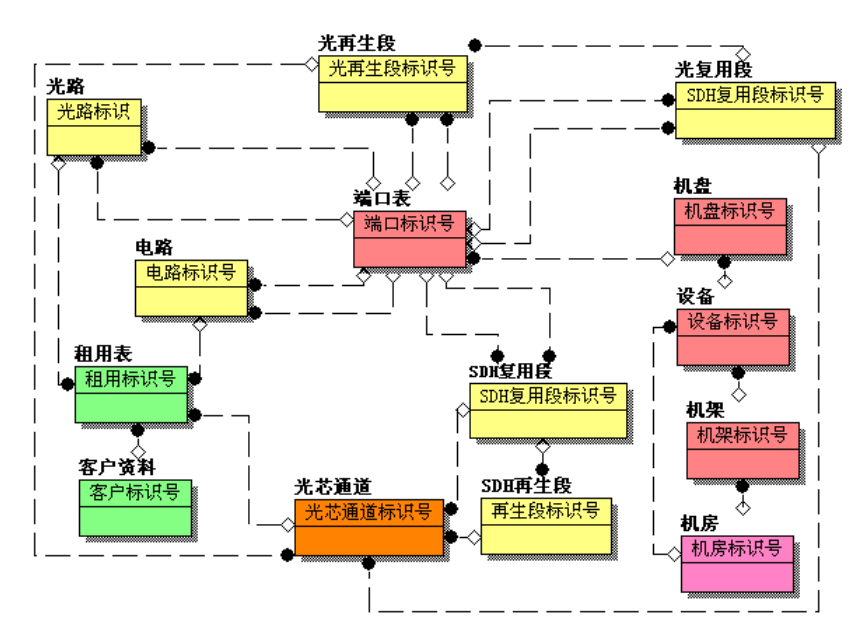 光再生段
光再生段标识号
光复用段
SDH复用段标识号
光路
光路标识
端口表
端口标识号
机盘
机盘标识号
电路
电路标识号
设备
设备标识号
租用表
租用标识号
SDH复用段
SDH复用段标识号
机架
机架标识号
客户资料
客户标识号
光芯通道
光芯通道标识号
SDH再生段
再生段标识号
机房
机房标识号